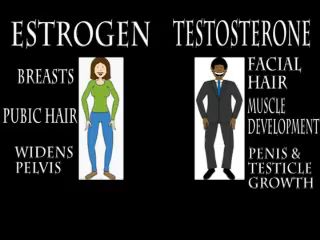 ESTROGEN
BREASTS
PUBIC HAIR
WIDENS
PELVIS
TESTOSTERONE
FACIAL
HAIR
MUSCLE
DEVELOPMENT
PENIS &
TESTICLE
GROWTH